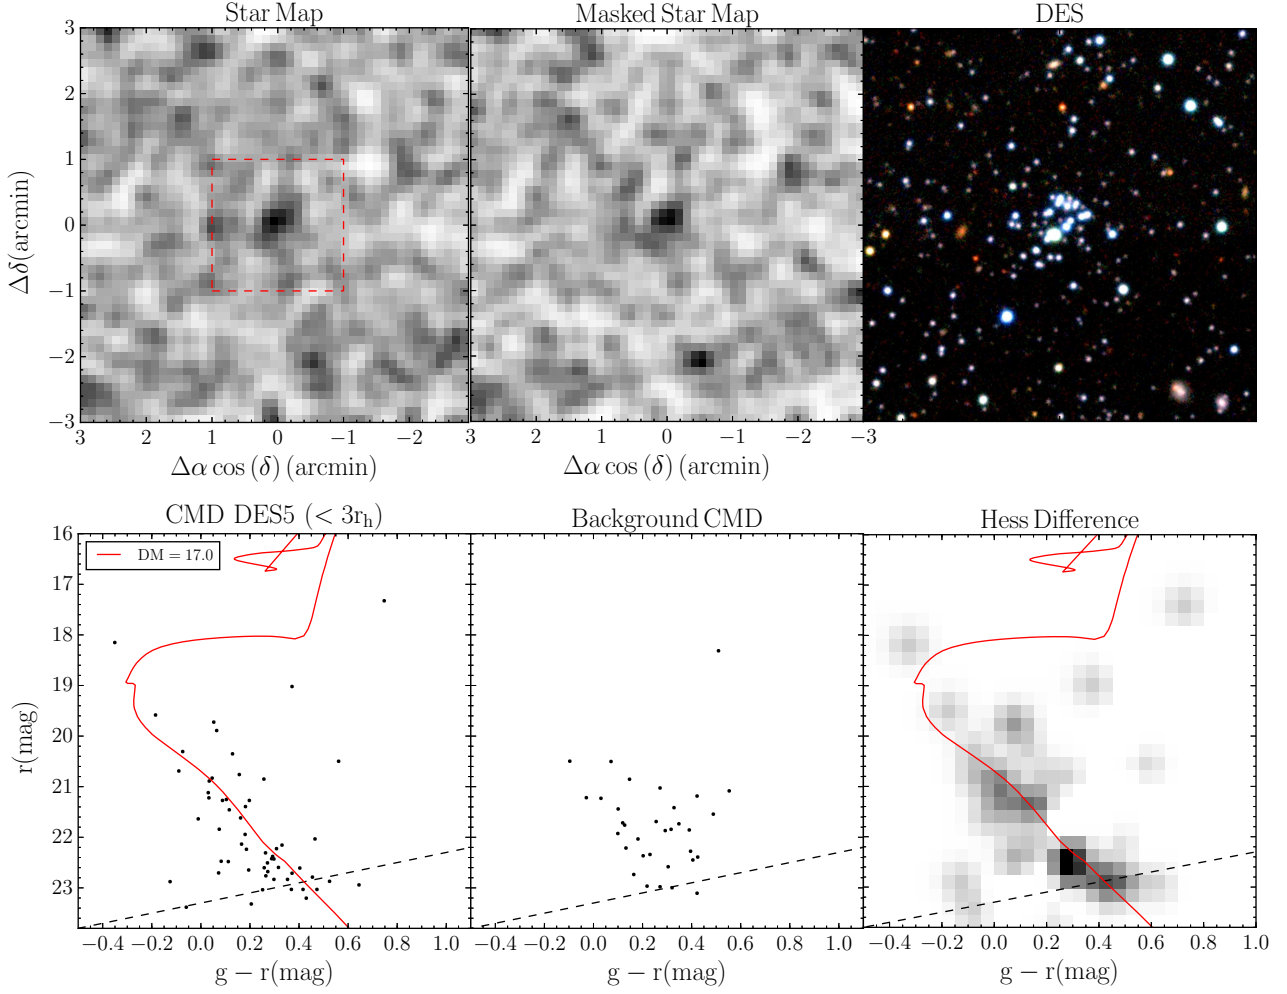 Star Map
Masked Star Map
DES
3
2
1
0
−1
−2
−3
Δδ(arcmin)
3 2 1 0 −1 −2
3 2 1 0 −1 −2 −3
Δα cos (δ) (arcmin)
Δα cos (δ) (arcmin)
CMD DES5 (< 3r_h)
Background CMD
Hess Difference
DM = 17.0
16
17
18
19
20
21
22
23
r(mag)
−0.4 −0.2 0.0 0.2 0.4 0.6 0.8 1.0
−0.4 −0.2 0.0 0.2 0.4 0.6 0.8 1.0
−0.4 −0.2 0.0 0.2 0.4 0.6 0.8 1.0
g − r(mag)
g − r(mag)
g − r(mag)